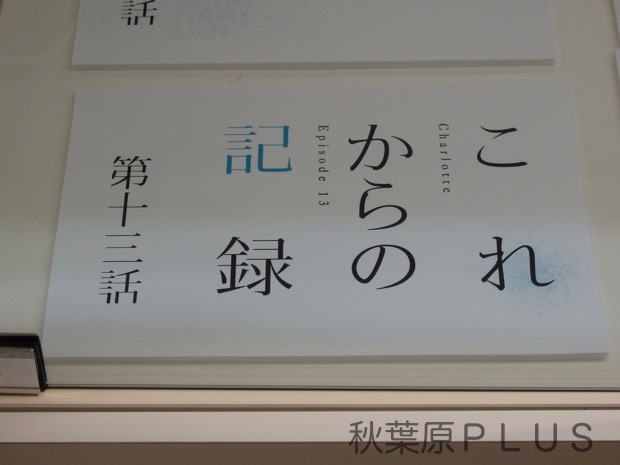 話
これ
Charlotte
からの
Episode 13
記録
第十三話
秋葉原PLUS